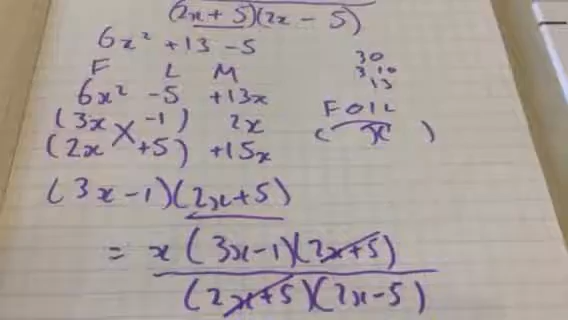 (2x + 5)(2x - 5)
6x² + 13 - 5
30
F L M
3 10
13
6x² -5 +13x
FOIL
(3x -1) 2x
( x )
(2x +5) +15x
(3x-1)(2x+5)
= x(3x-1)(2x+5)
(2x+5)(2x-5)